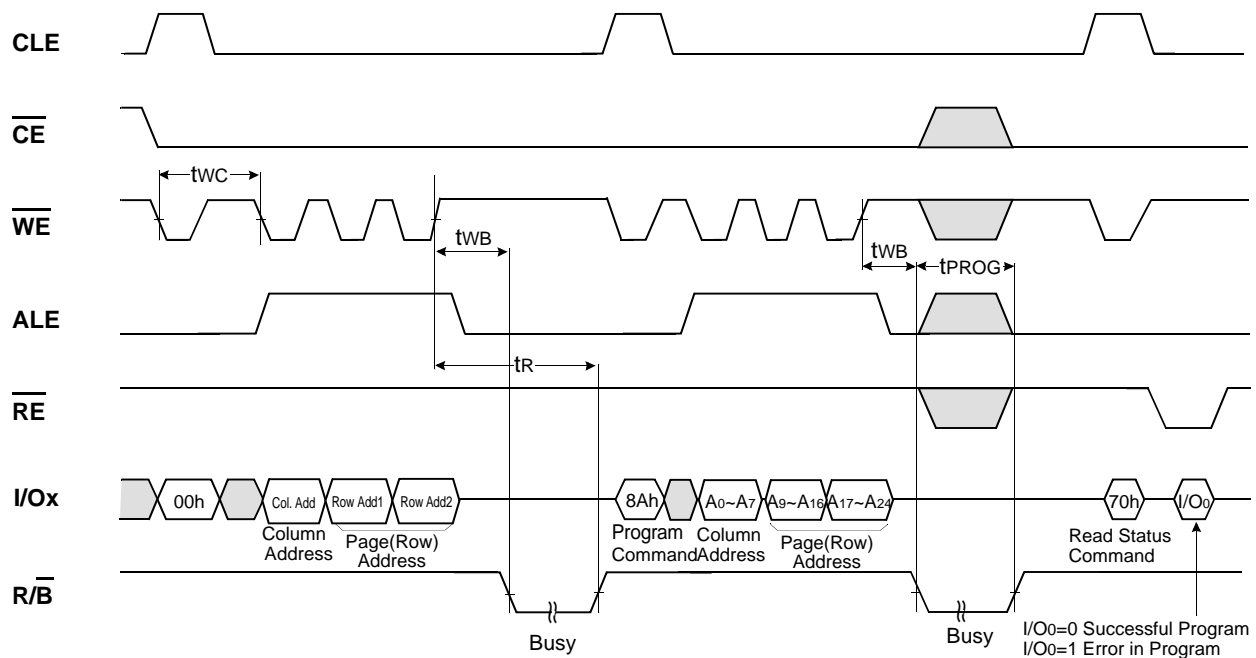 CLE
CE
tWC
WE
tWB
tWB
tPROG
ALE
tR
RE
I/Ox
00h
Col. Add
Row Add1
Row Add2
8Ah
A0~A7
A9~A16
A17~A24
70h
I/O0
Column
Address
Page(Row)
Address
Program
Command
Column
Address
Page(Row)
Address
Read Status
Command
R/B
Busy
Busy
I/O0=0 Successful Program
I/O0=1 Error in Program